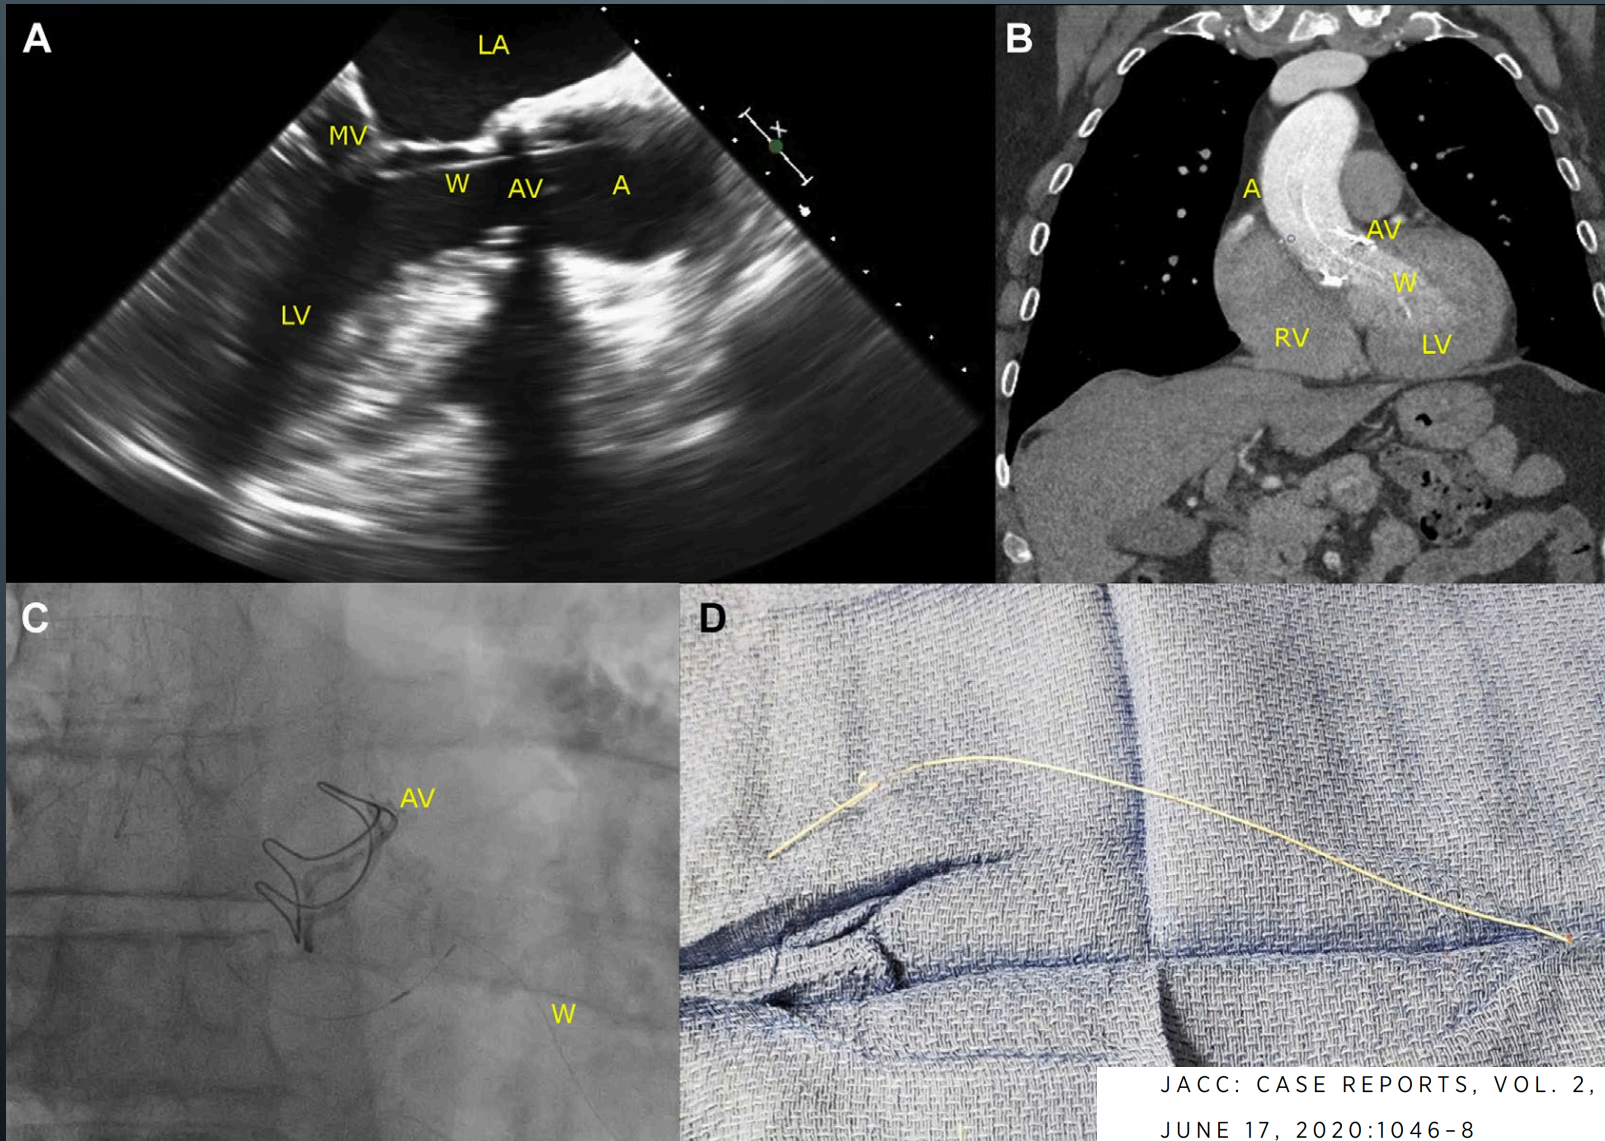 A
LA
MV
W
AV
A
LV
B
A
AV
W
RV
LV
C
AV
W
D
JACC: CASE REPORTS, VOL. 2,
JUNE 17, 2020:1046-8